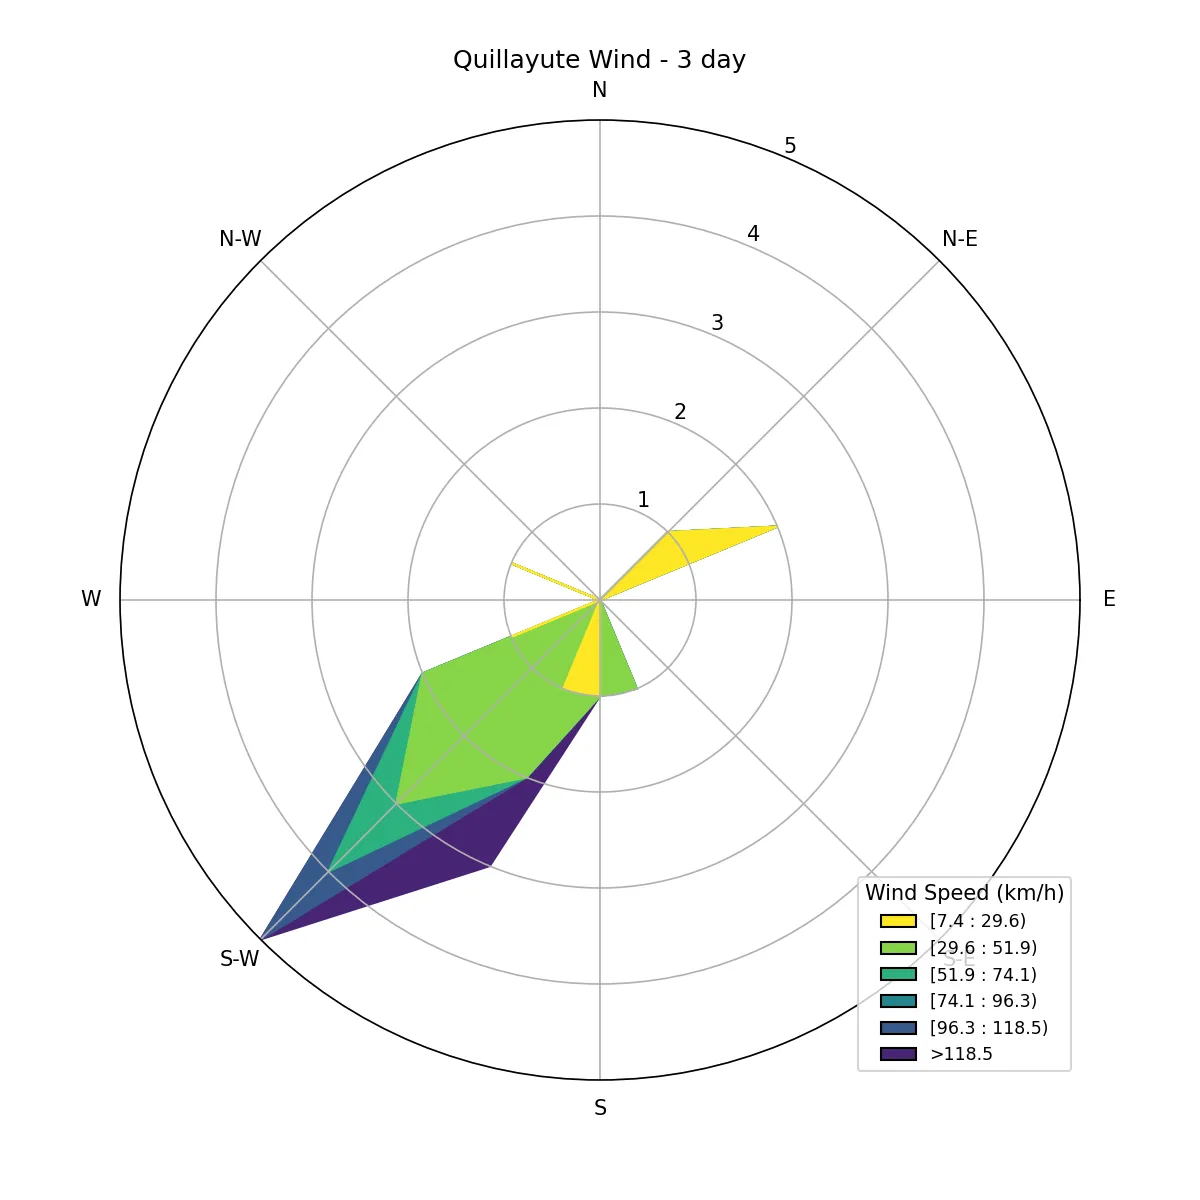 Quillayute Wind - 3 day
N
5
N-W
4
N-E
3
2
1
W
E
Wind Speed (km/h)
[7.4 : 29.6)
[29.6 : 51.9)
S-W
S-E
[51.9 : 74.1)
[74.1 : 96.3)
[96.3 : 118.5)
>118.5
S